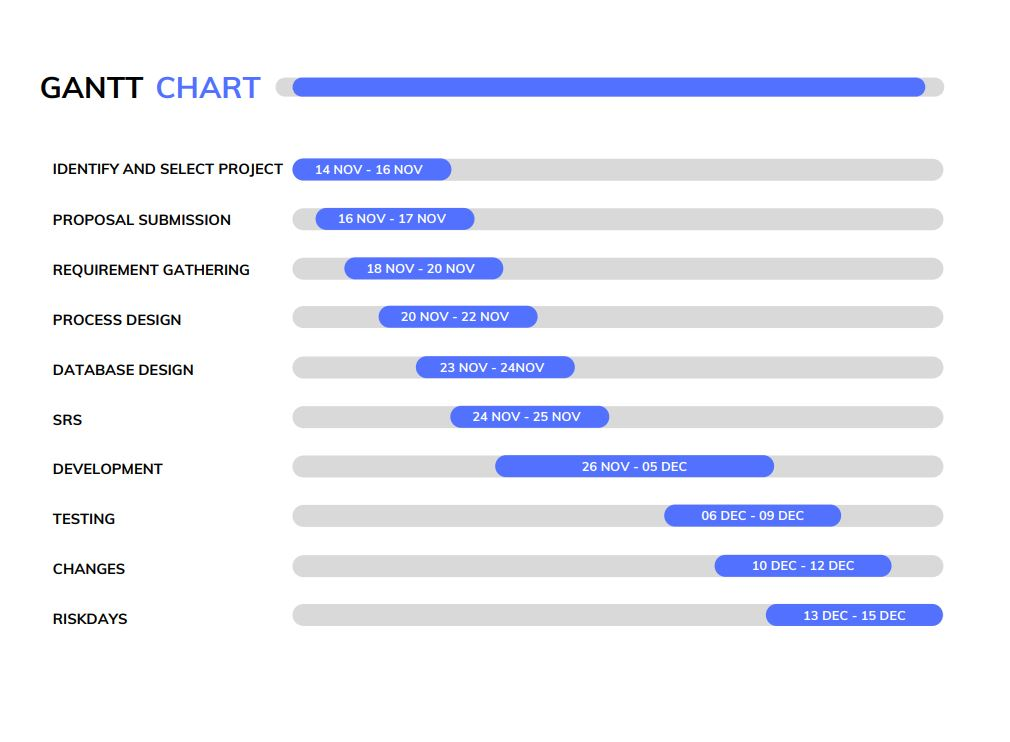 GANTT CHART
IDENTIFY AND SELECT PROJECT 14 NOV - 16 NOV
PROPOSAL SUBMISSION 16 NOV - 17 NOV
REQUIREMENT GATHERING 18 NOV - 20 NOV
PROCESS DESIGN 20 NOV - 22 NOV
DATABASE DESIGN 23 NOV - 24NOV
SRS 24 NOV - 25 NOV
DEVELOPMENT 26 NOV - 05 DEC
TESTING 06 DEC - 09 DEC
CHANGES 10 DEC - 12 DEC
RISKDAYS 13 DEC - 15 DEC